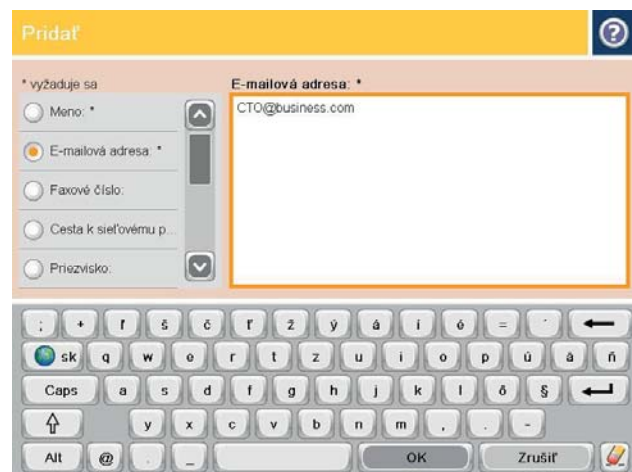 Pridať
?
* vyžaduje sa
E-mailová adresa: *
Meno: *
CTO@business.com
E-mailová adresa: *
Faxové číslo:
Cesta k sieťovému p...
Priezvisko:
; + š č ž ý á í é = ´
sk q w e r t z u i o p ú ä ň
Caps a s d f g h j k l ô §
y x c v b n m , . -
Alt @ . _ OK Zrušiť